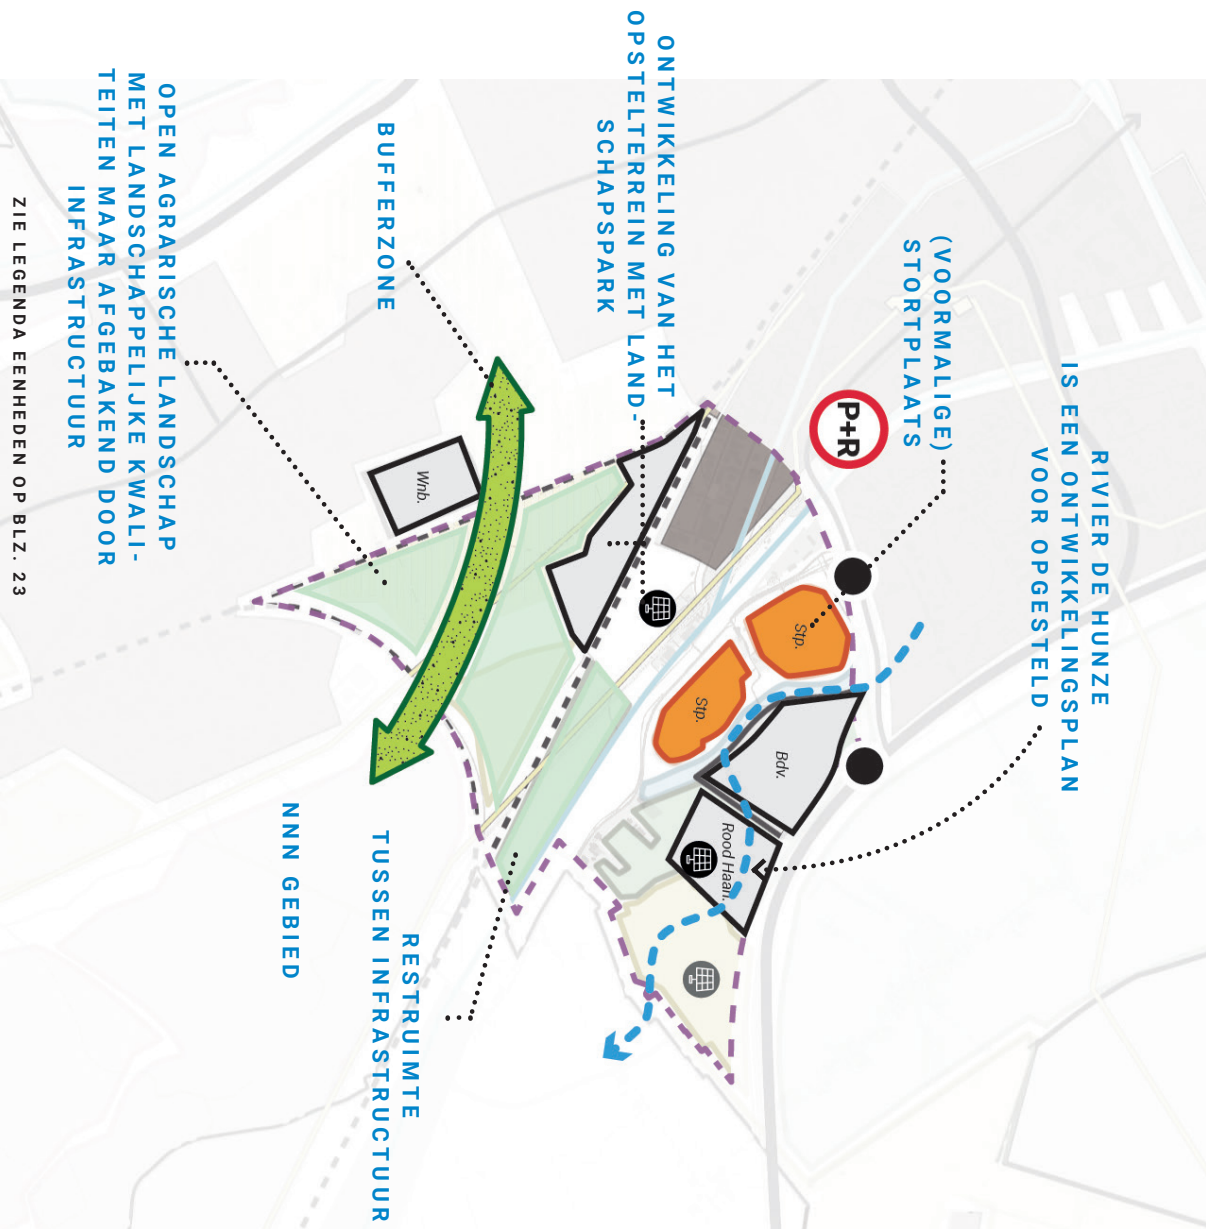 RIVIER DE HUNZE
IS EEN ONTWIKKELINGSPLAN
VOOR OPGESTELD
(VOORMALIGE)
STORTPLAATS
P+R
ONTWIKKELING VAN HET
OPSTELTERREIN MET LAND-
SCHAPSPARK
BUFFERZONE
OPEN AGRARISCHE LANDSCHAP
MET LANDSCHAPPELIJKE KWALI-
TEITEN MAAR AFGEBAKEND DOOR
INFRASTRUCTUUR
Stp.
Stp.
Bdv.
Rood Haan.
Wnb.
RESTRUIMTE
TUSSEN INFRASTRUCTUUR
NNN GEBIED
ZIE LEGENDA EENHEDEN OP BLZ. 23